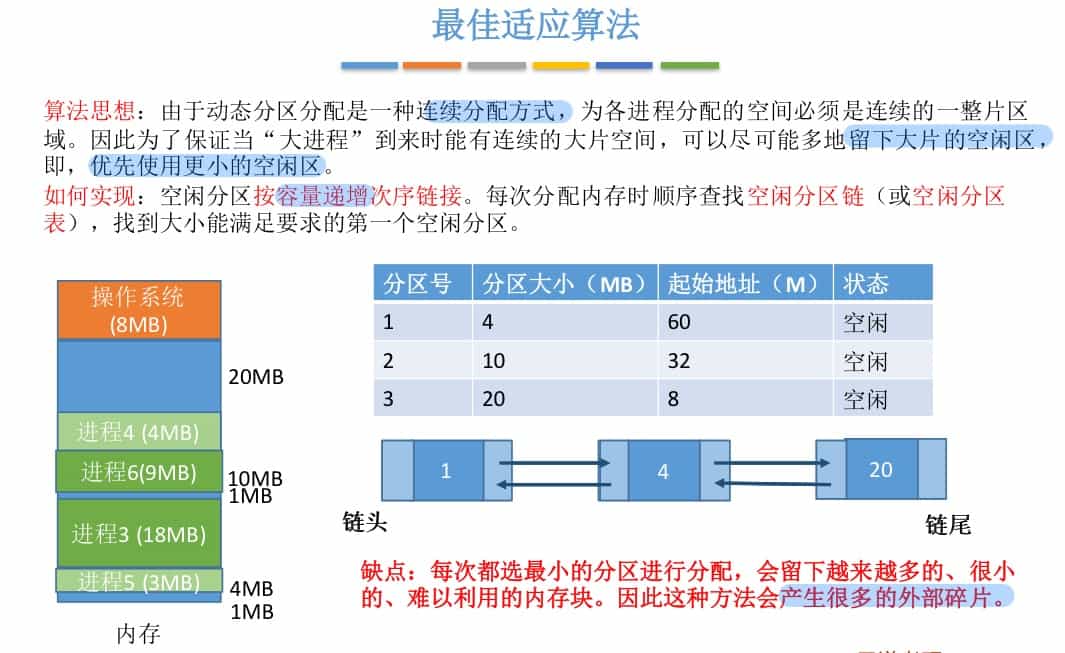 最佳适应算法
算法思想：由于动态分区分配是一种连续分配方式，为各进程分配的空间必须是连续的一整片区
域。因此为了保证当“大进程”到来时能有连续的大片空间，可以尽可能多地留下大片的空闲区，
即，优先使用更小的空闲区。
如何实现：空闲分区按容量递增次序链接。每次分配内存时顺序查找空闲分区链（或空闲分区
表），找到大小能满足要求的第一个空闲分区。
操作系统
(8MB)
20MB
进程4 (4MB)
进程6(9MB)
10MB
1MB
进程3 (18MB)
进程5 (3MB)
4MB
1MB
内存
分区号 分区大小（MB） 起始地址（M） 状态
1 4 60 空闲
2 10 32 空闲
3 20 8 空闲
1 4 20
链头 链尾
缺点：每次都选最小的分区进行分配，会留下越来越多的、很小
的、难以利用的内存块。因此这种方法会产生很多的外部碎片。